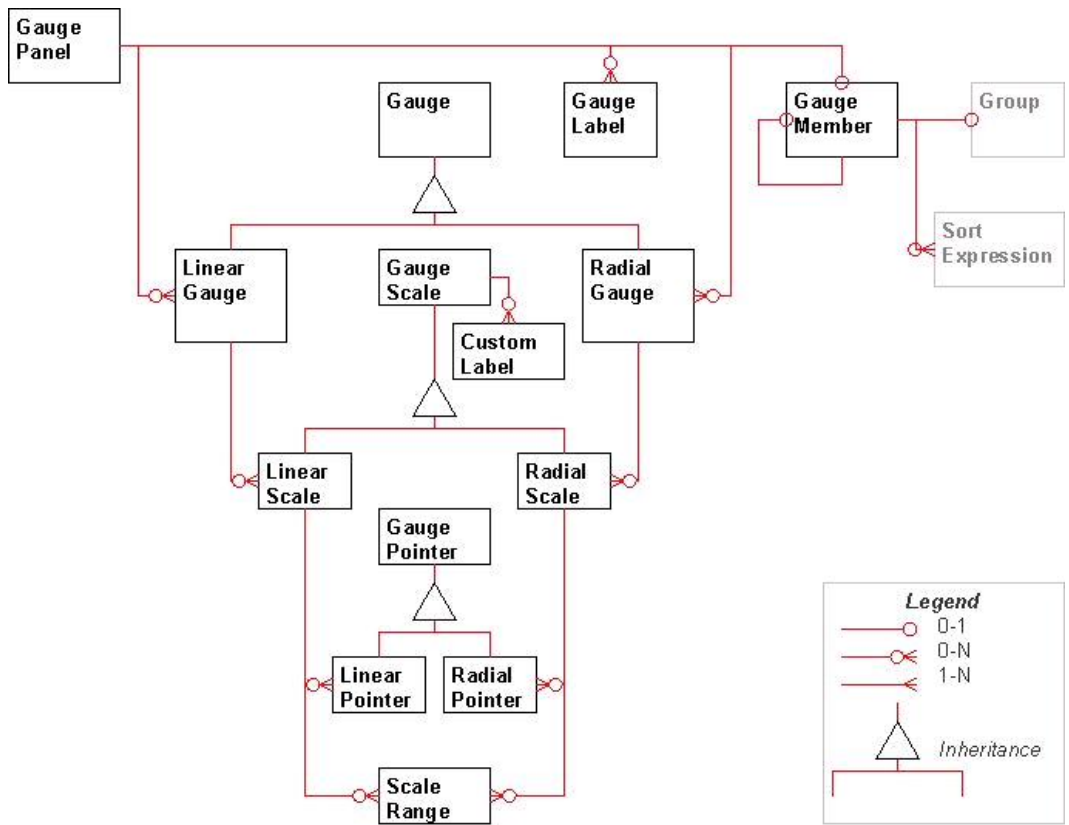 Gauge
Panel
Gauge
Gauge
Label
Gauge
Member
Group
Sort
Expression
Linear
Gauge
Gauge
Scale
Radial
Gauge
Custom
Label
Linear
Scale
Radial
Scale
Gauge
Pointer
Linear
Pointer
Radial
Pointer
Scale
Range
Legend
0-1
0-N
1-N
Inheritance